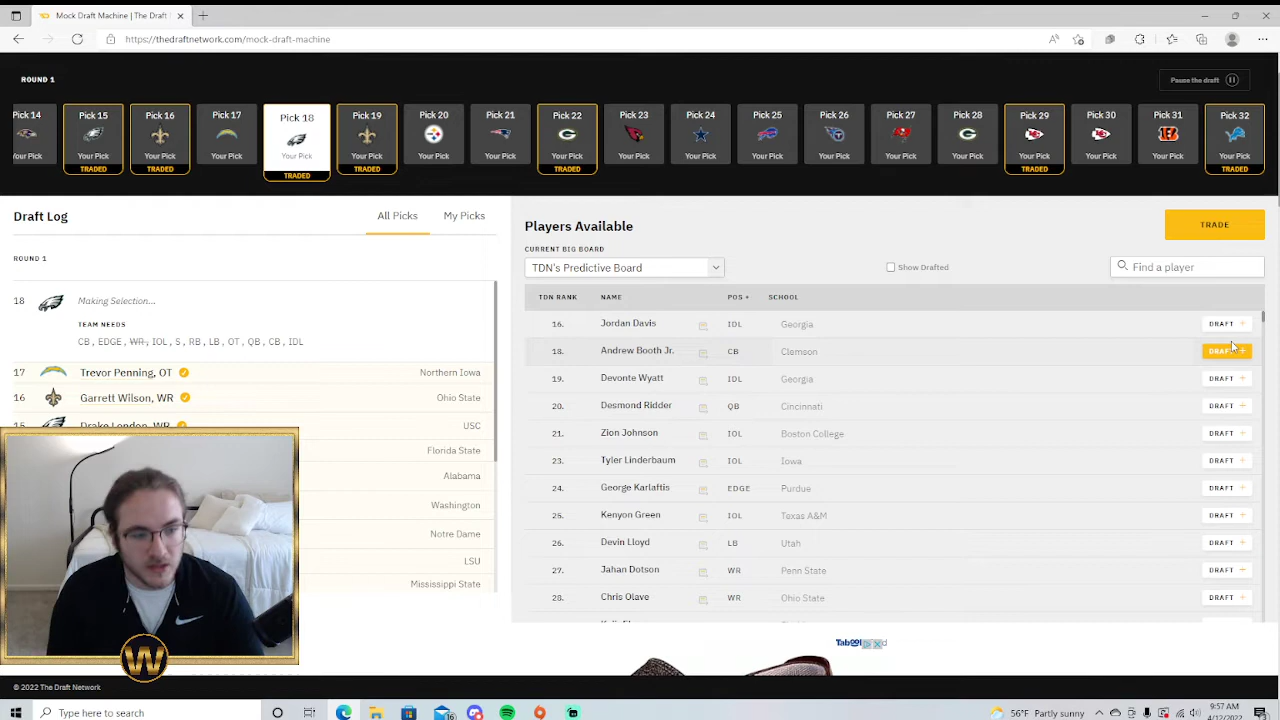 Mock Draft Machine | The Draft
https://thedraftnetwork.com/mock-draft-machine
ROUND 1
Pause the draft
Pick 14 Pick 15 Pick 16 Pick 17 Pick 18 Pick 19 Pick 20 Pick 21 Pick 22 Pick 23 Pick 24 Pick 25 Pick 26 Pick 27 Pick 28 Pick 29 Pick 30 Pick 31 Pick 32
Your Pick Your Pick Your Pick Your Pick Your Pick Your Pick Your Pick Your Pick Your Pick Your Pick Your Pick Your Pick Your Pick Your Pick Your Pick Your Pick Your Pick Your Pick Your Pick
TRADED TRADED TRADED TRADED TRADED TRADED TRADED
Draft Log
All Picks My Picks
ROUND 1
18 Making Selection...
TEAM NEEDS
CB , EDGE , WR , IOL , S , RB , LB , OT , QB , CB , IDL
17 Trevor Penning, OT Northern Iowa
16 Garrett Wilson, WR Ohio State
Drake London, WR USC
Florida State
Alabama
Washington
Notre Dame
LSU
Mississippi State
W
Players Available
TRADE
CURRENT BIG BOARD
TDN's Predictive Board
Show Drafted
Find a player
TDN RANK NAME POS + SCHOOL
16. Jordan Davis IDL Georgia DRAFT +
18. Andrew Booth Jr. CB Clemson DRAFT +
19. Devonte Wyatt IDL Georgia DRAFT +
20. Desmond Ridder QB Cincinnati DRAFT +
21. Zion Johnson IOL Boston College DRAFT +
23. Tyler Linderbaum IOL Iowa DRAFT +
24. George Karlaftis EDGE Purdue DRAFT +
25. Kenyon Green IOL Texas A&M DRAFT +
26. Devin Lloyd LB Utah DRAFT +
27. Jahan Dotson WR Penn State DRAFT +
28. Chris Olave WR Ohio State DRAFT +
© 2022 The Draft Network
Type here to search
16
56°F Partly sunny
9:57 AM
4/12/2022